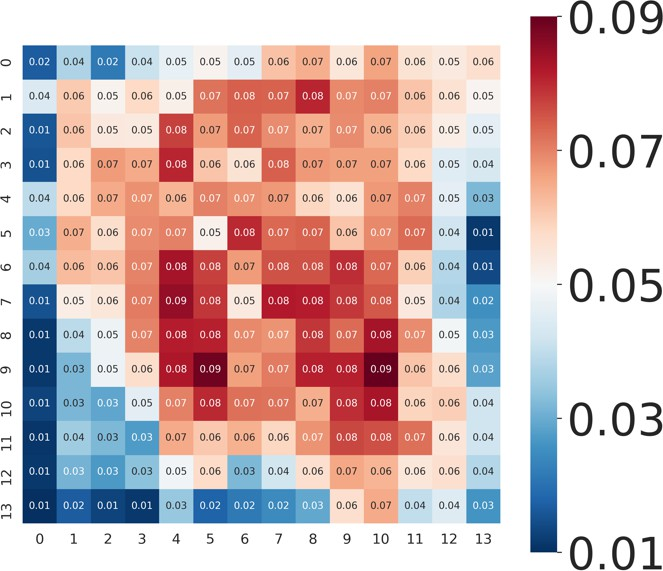 0 0.02 0.04 0.02 0.04 0.05 0.05 0.05 0.06 0.07 0.06 0.07 0.06 0.05 0.06
1 0.04 0.06 0.05 0.06 0.05 0.07 0.08 0.07 0.08 0.07 0.07 0.06 0.06 0.05
2 0.01 0.06 0.05 0.05 0.08 0.07 0.07 0.07 0.07 0.07 0.06 0.06 0.05 0.05
3 0.01 0.06 0.07 0.07 0.08 0.06 0.06 0.08 0.07 0.07 0.07 0.06 0.05 0.04
4 0.04 0.06 0.07 0.07 0.06 0.07 0.07 0.07 0.06 0.06 0.07 0.07 0.05 0.03
5 0.03 0.07 0.06 0.07 0.07 0.05 0.08 0.07 0.07 0.06 0.07 0.07 0.04 0.01
6 0.04 0.06 0.06 0.07 0.08 0.08 0.07 0.08 0.08 0.08 0.07 0.06 0.04 0.01
7 0.01 0.05 0.06 0.07 0.09 0.08 0.05 0.08 0.08 0.08 0.08 0.05 0.04 0.02
8 0.01 0.04 0.05 0.07 0.08 0.08 0.07 0.07 0.08 0.07 0.08 0.07 0.05 0.03
9 0.01 0.03 0.05 0.06 0.08 0.09 0.07 0.07 0.08 0.08 0.09 0.06 0.06 0.03
10 0.01 0.03 0.03 0.05 0.07 0.08 0.07 0.07 0.07 0.08 0.08 0.06 0.06 0.04
11 0.01 0.04 0.03 0.03 0.07 0.06 0.06 0.06 0.07 0.08 0.08 0.07 0.06 0.04
12 0.01 0.03 0.03 0.03 0.05 0.06 0.03 0.04 0.06 0.07 0.06 0.06 0.06 0.04
13 0.01 0.02 0.01 0.01 0.03 0.02 0.02 0.02 0.03 0.06 0.07 0.04 0.04 0.03
0 1 2 3 4 5 6 7 8 9 10 11 12 13
0.09
0.07
0.05
0.03
0.01